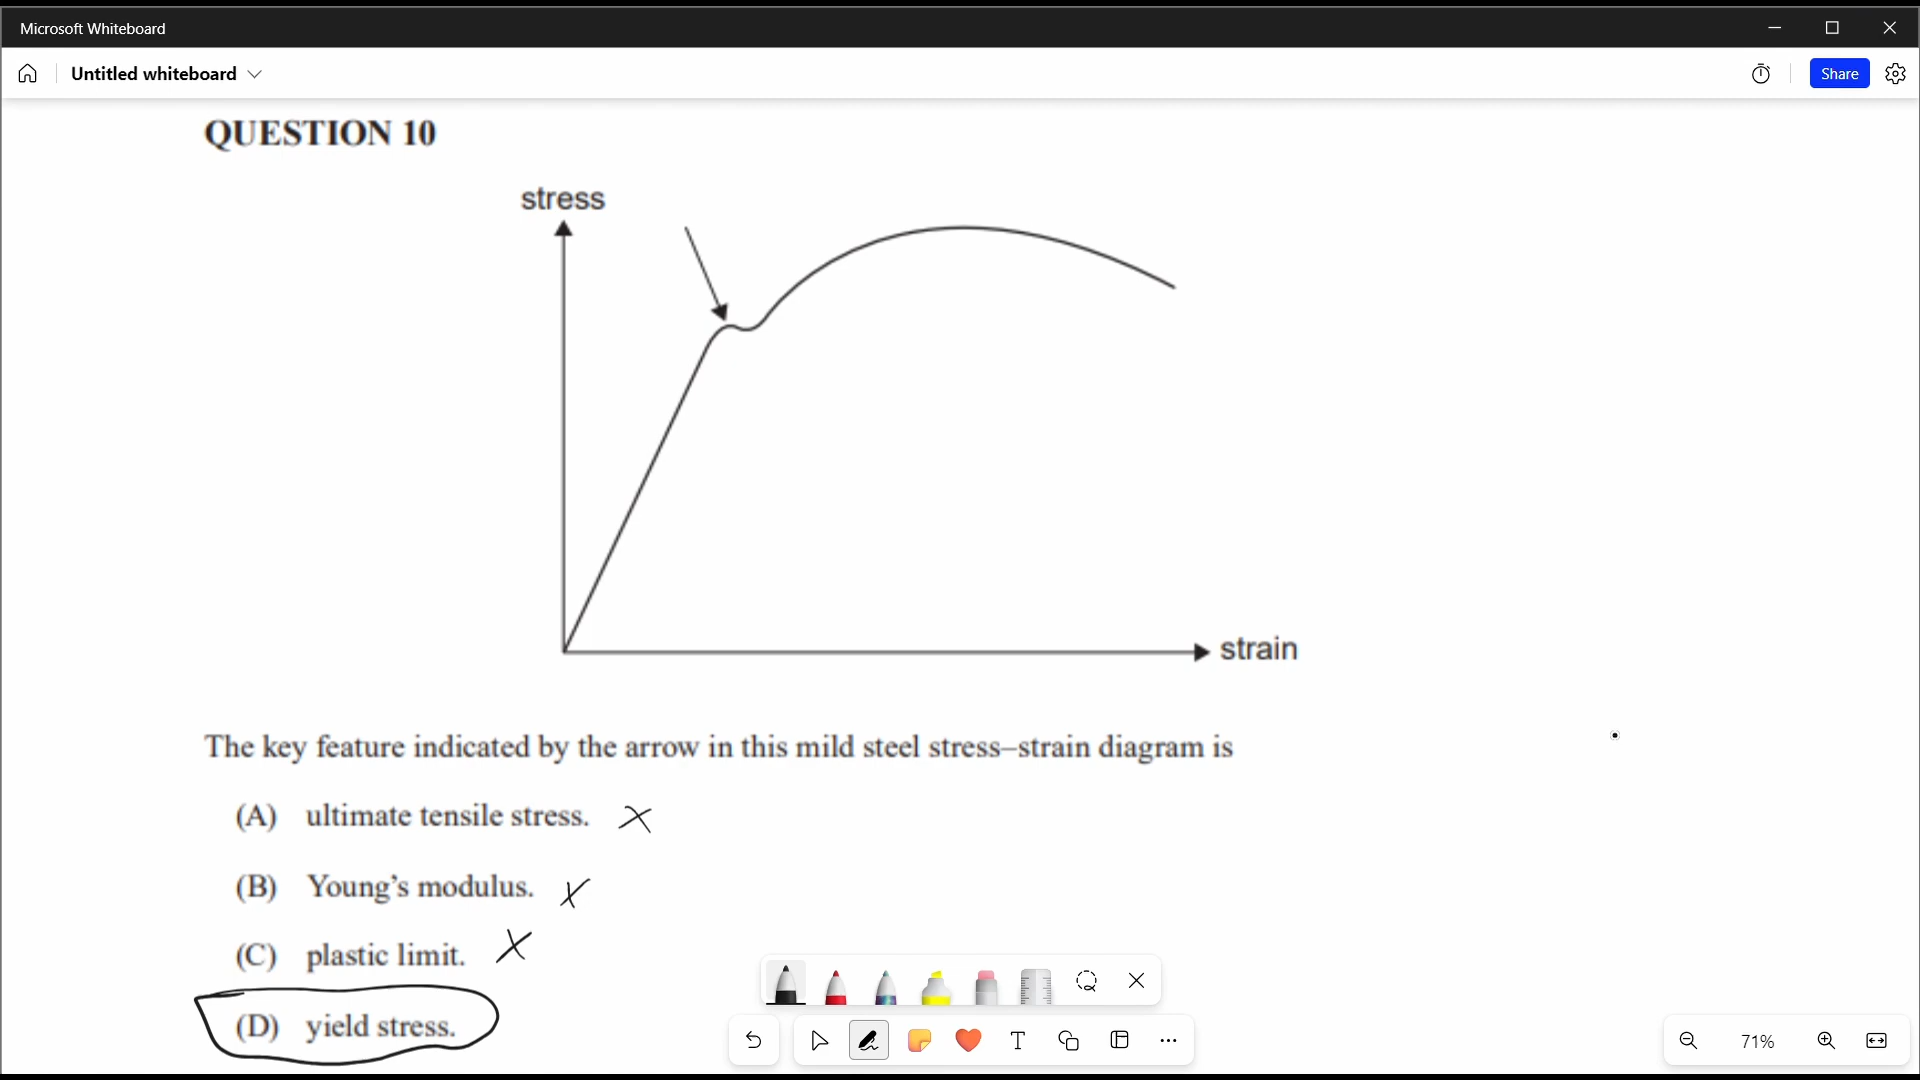 Microsoft Whiteboard
Untitled whiteboard
Share
QUESTION 10
stress
strain
The key feature indicated by the arrow in this mild steel stress–strain diagram is
(A) ultimate tensile stress.
(B) Young’s modulus.
(C) plastic limit.
(D) yield stress.
71%